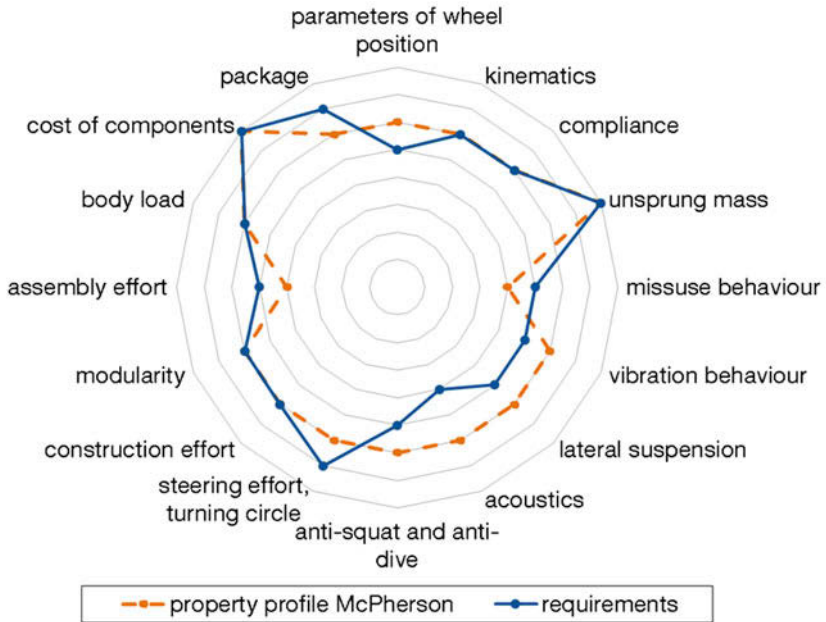 parameters of wheel
position
package
kinematics
cost of components
compliance
body load
unsprung mass
assembly effort
missuse behaviour
modularity
vibration behaviour
construction effort
lateral suspension
steering effort,
turning circle
acoustics
anti-squat and anti-
dive
property profile McPherson
requirements